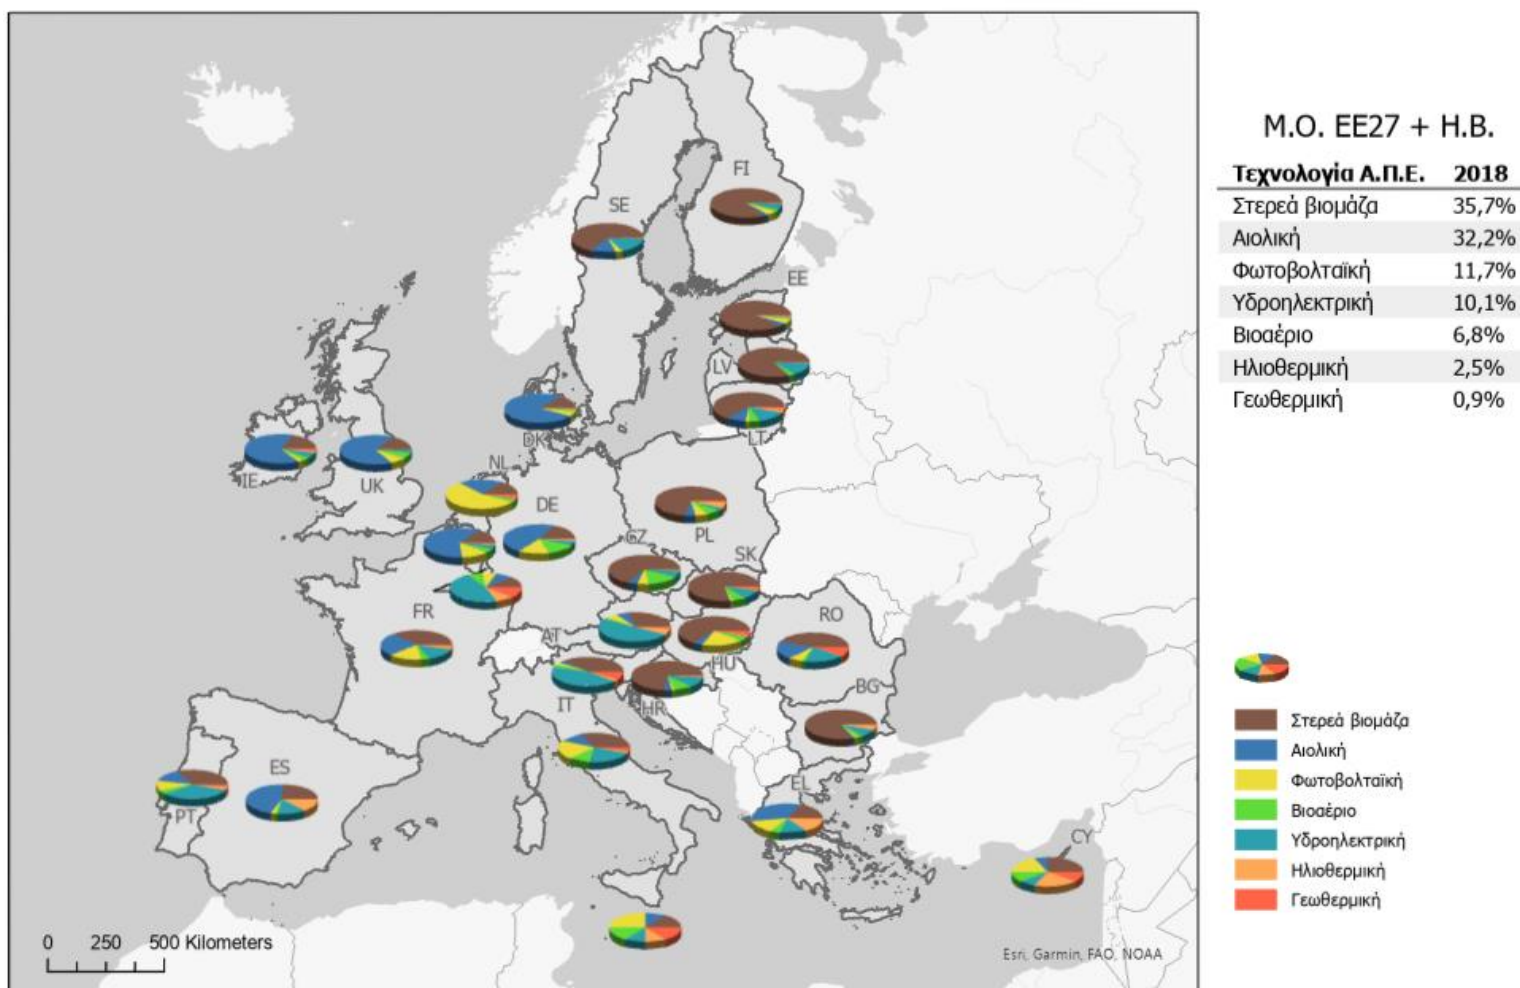 FI
SE
EE
LV
LT
DK
IE
UK
NL
DE
CZ
PL
SK
FR
AT
HU
RO
IT
HR
BG
ES
PT
EL
CY
0 250 500 Kilometers
Esri, Garmin, FAO, NOAA
Μ.Ο. ΕΕ27 + Η.Β.
Τεχνολογία Α.Π.Ε. 2018
Στερεά βιομάζα 35,7%
Αιολική 32,2%
Φωτοβολταϊκή 11,7%
Υδροηλεκτρική 10,1%
Βιοαέριο 6,8%
Ηλιοθερμική 2,5%
Γεωθερμική 0,9%
Στερεά βιομάζα
Αιολική
Φωτοβολταϊκή
Βιοαέριο
Υδροηλεκτρική
Ηλιοθερμική
Γεωθερμική